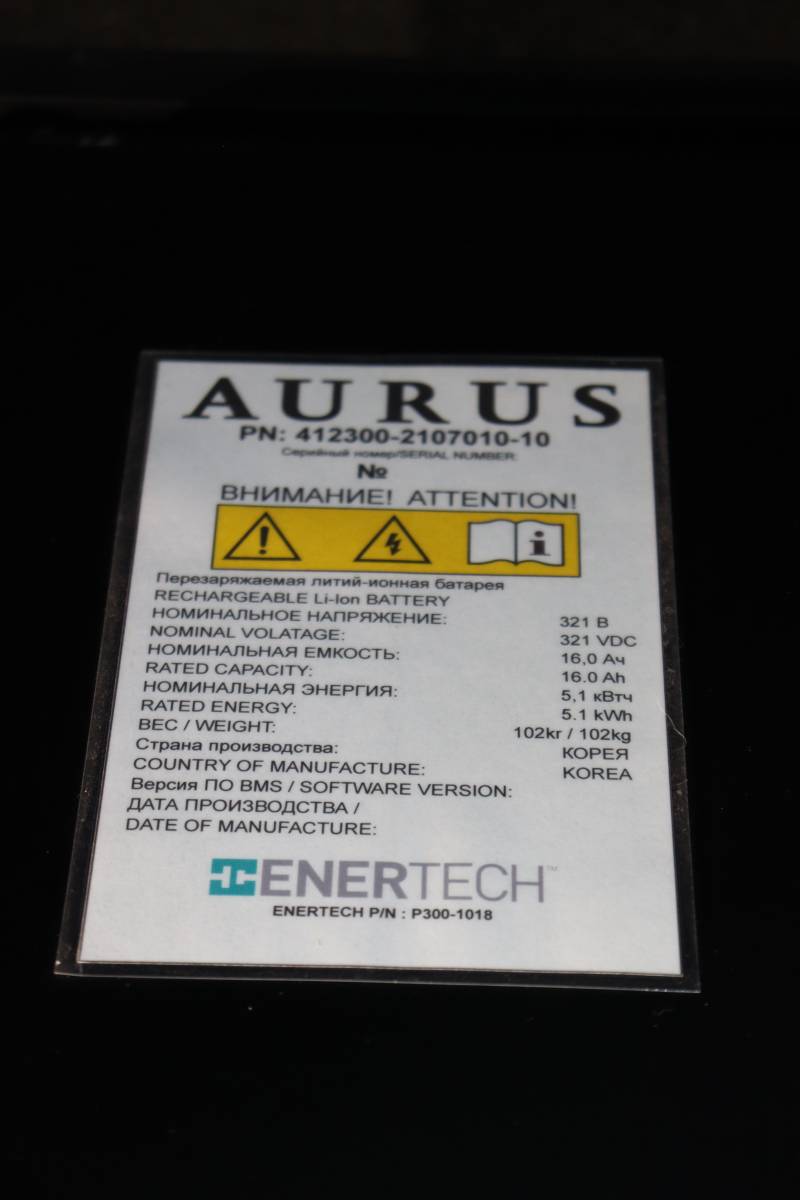 AURUS
PN: 412300-2107010-10
Серийный номер/SERIAL NUMBER:
№
ВНИМАНИЕ! ATTENTION!
Перезаряжаемая литий-ионная батарея
RECHARGEABLE Li-Ion BATTERY
НОМИНАЛЬНОЕ НАПРЯЖЕНИЕ: 321 В
NOMINAL VOLATAGE: 321 VDC
НОМИНАЛЬНАЯ ЕМКОСТЬ: 16,0 Ач
RATED CAPACITY: 16.0 Ah
НОМИНАЛЬНАЯ ЭНЕРГИЯ: 5,1 кВтч
RATED ENERGY: 5.1 kWh
ВЕС / WEIGHT: 102кг / 102kg
Страна производства: КОРЕЯ
COUNTRY OF MANUFACTURE: KOREA
Версия ПО BMS / SOFTWARE VERSION:
ДАТА ПРОИЗВОДСТВА /
DATE OF MANUFACTURE:
ENERTECH™
ENERTECH P/N : P300-1018